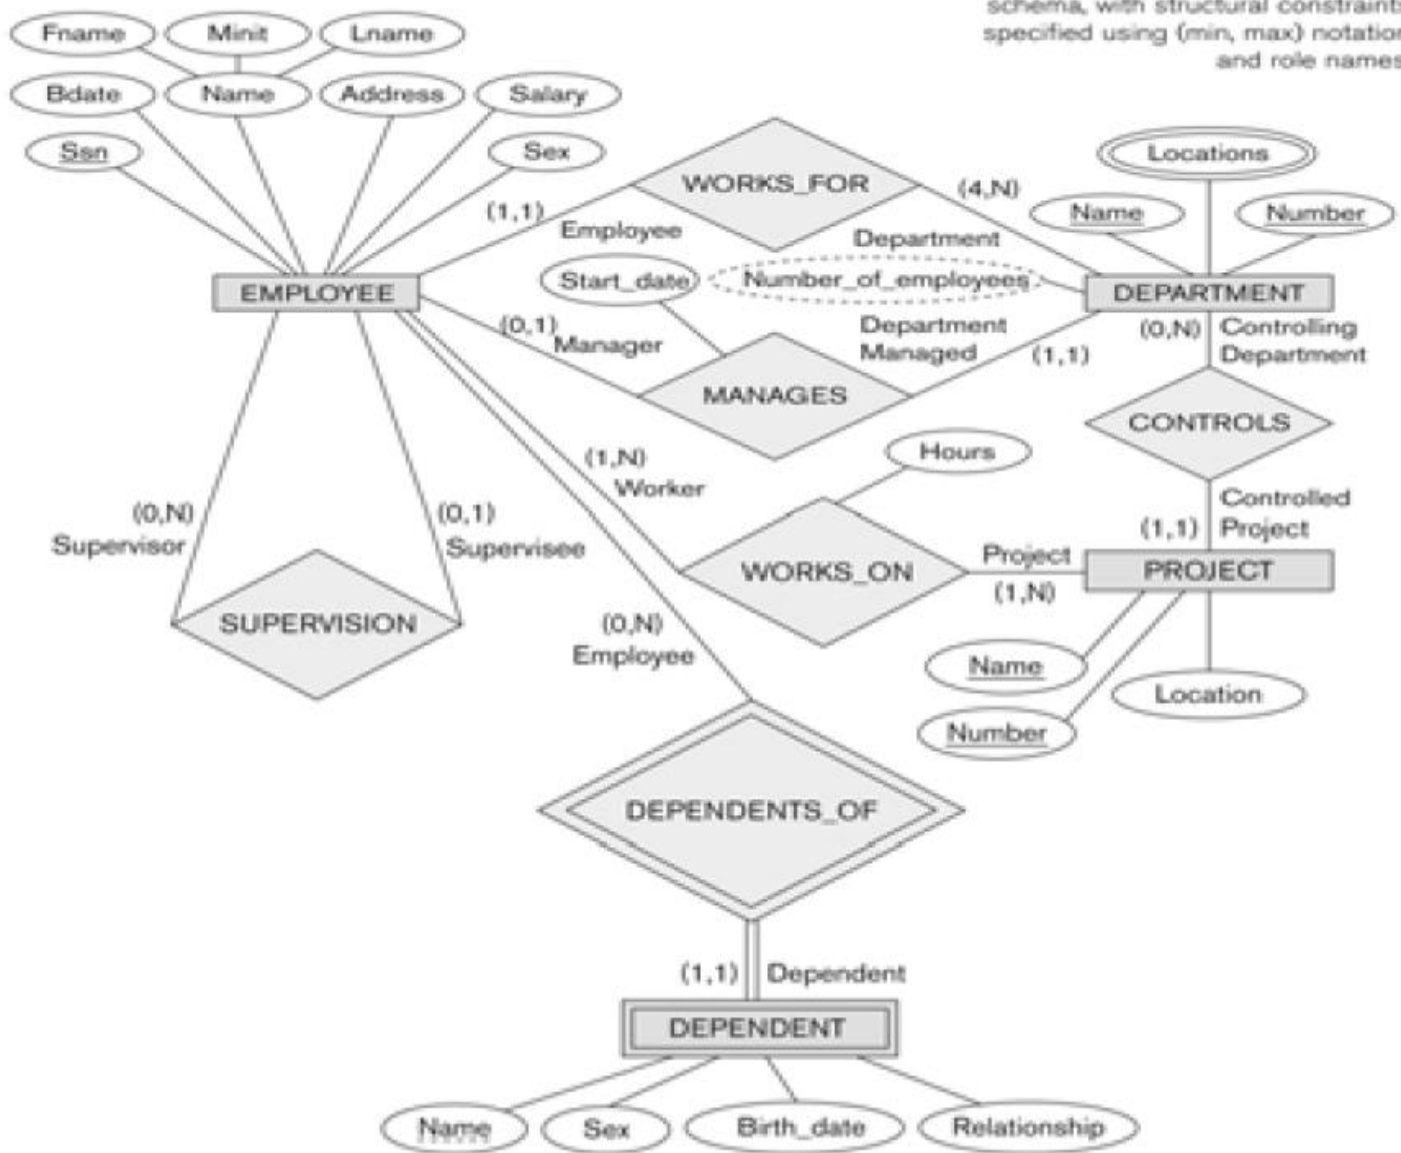 schema, with structural constraints
specified using (min, max) notation
and role names
Fname
Minit
Lname
Bdate
Name
Address
Salary
Ssn
Sex
WORKS_FOR
Locations
(4,N)
Name
Number
(1,1)
Employee
Department
Start_date
Number_of_employees
EMPLOYEE
DEPARTMENT
(0,1)
Manager
Department
Managed
(1,1)
(0,N)
Controlling
Department
MANAGES
CONTROLS
Hours
(1,N)
Worker
(0,N)
Supervisor
(0,1)
Supervisee
Controlled
Project
(1,1)
Project
(1,N)
WORKS_ON
PROJECT
SUPERVISION
(0,N)
Employee
Name
Location
Number
DEPENDENTS_OF
(1,1)
Dependent
DEPENDENT
Name
Sex
Birth_date
Relationship